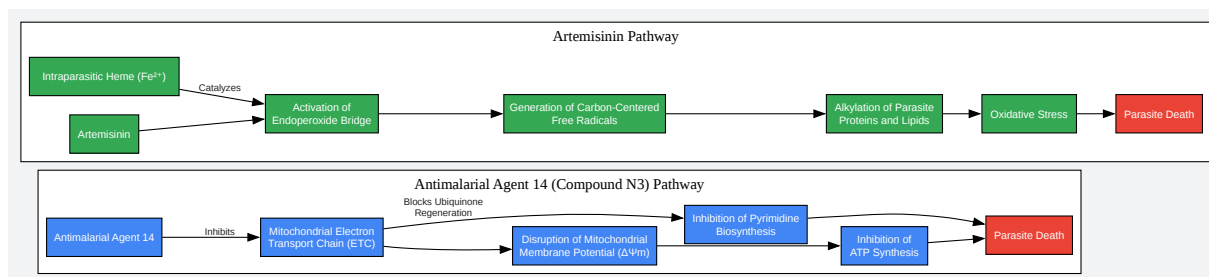 Artemisinin Pathway
Intraparasitic Heme (Fe²⁺)
Catalyzes
Artemisinin
Activation of
Endoperoxide Bridge
Generation of Carbon-Centered
Free Radicals
Alkylation of Parasite
Proteins and Lipids
Oxidative Stress
Parasite Death
Antimalarial Agent 14 (Compound N3) Pathway
Antimalarial Agent 14
Inhibits
Mitochondrial Electron
Transport Chain (ETC)
Blocks Ubiquinone
Regeneration
Disruption of Mitochondrial
Membrane Potential (ΔΨm)
Inhibition of Pyrimidine
Biosynthesis
Inhibition of
ATP Synthesis
Parasite Death